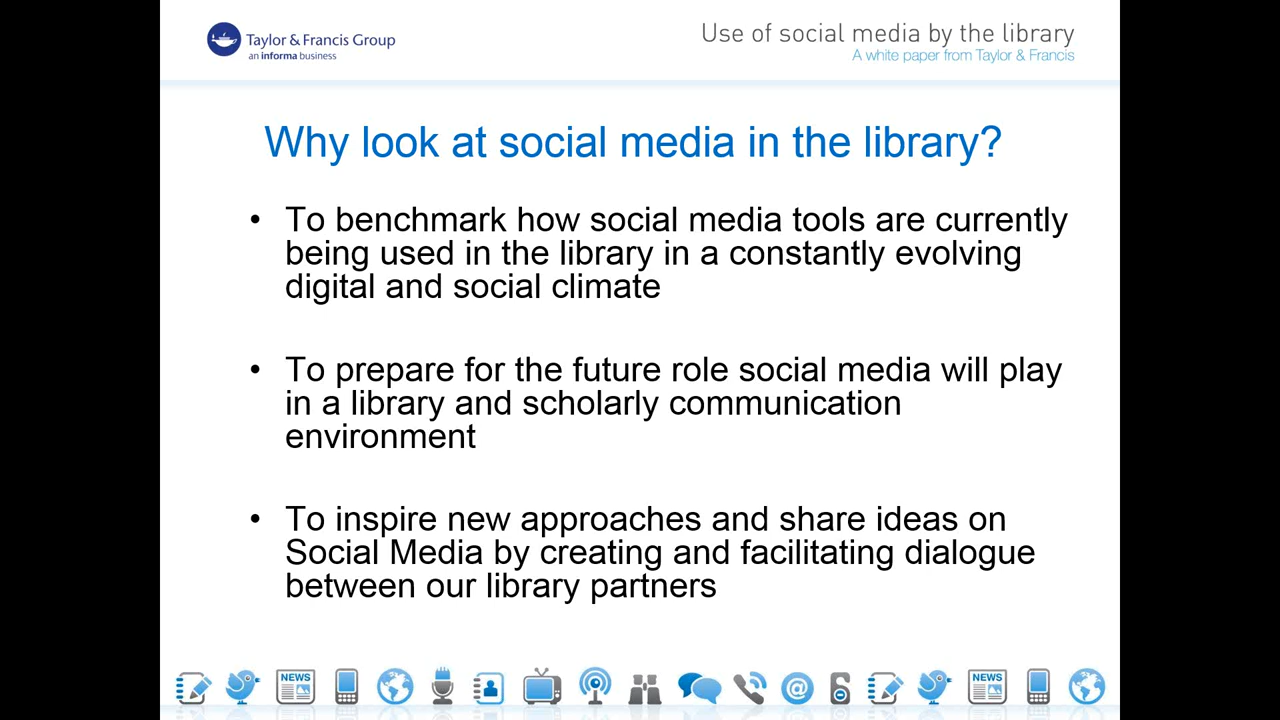 Taylor & Francis Group
an informa business
Use of social media by the library
A white paper from Taylor & Francis
Why look at social media in the library?
• To benchmark how social media tools are currently
being used in the library in a constantly evolving
digital and social climate
• To prepare for the future role social media will play
in a library and scholarly communication
environment
• To inspire new approaches and share ideas on
Social Media by creating and facilitating dialogue
between our library partners
NEWS
@
NEWS